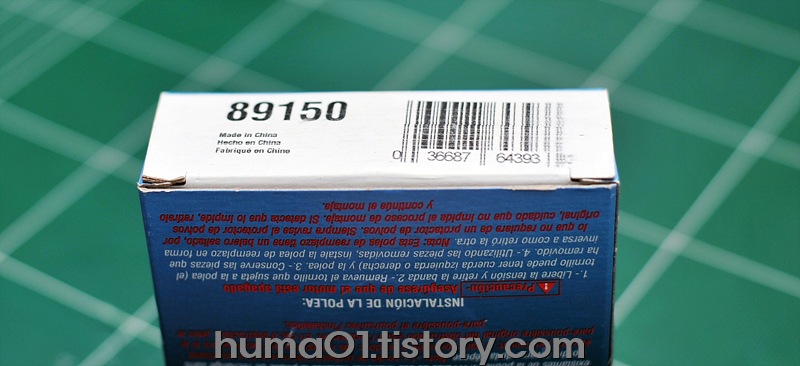 89150
Made in China
Hecho en China
Fabriqué en Chine
0 36687 64393
INSTALACIÓN DE LA POLEA:
Precaución- Asegúrese de que el motor está apagado
1.- Libere la tensión y retire la banda 2.- Remueva el tornillo que sujeta a la polea (el
tornillo puede tener cuerda izquierda o derecha) y la polea. 3.- Conserve las piezas que
ha removido. 4.- Utilizando las piezas removidas, instale la polea de reemplazo en forma
inversa a como a retiró la otra. Nota: Esta polea de reemplazo tiene un balero sellado, por
lo que no requiere de un protector de polvos. Siempre revise el protector de polvos
original, cuidado que no impida el proceso de montaje. Si detecta que lo impide, retírelo
y continúe al montaje.
huma01.tistory.com